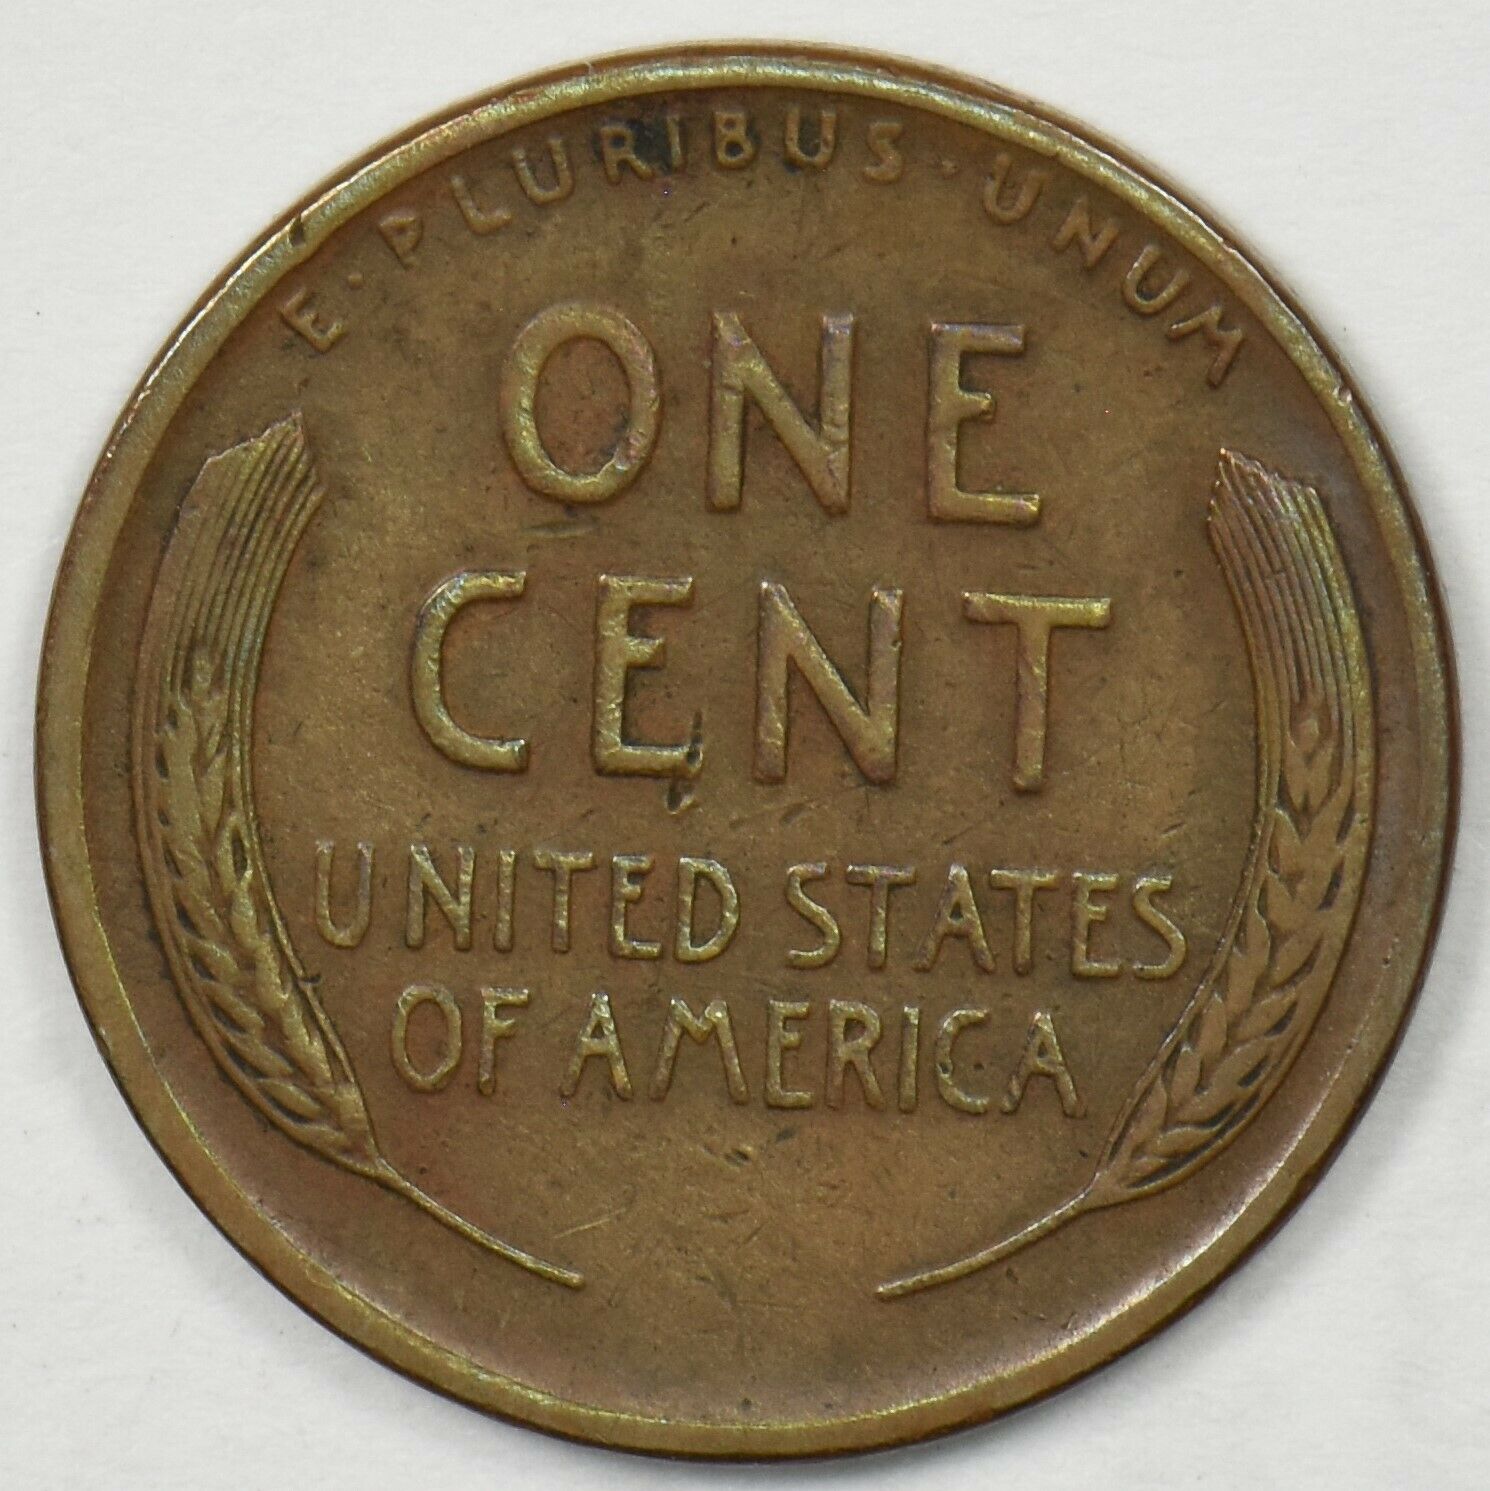 E·PLURIBUS·UNUM
ONE
CENT
UNITED STATES
OF AMERICA